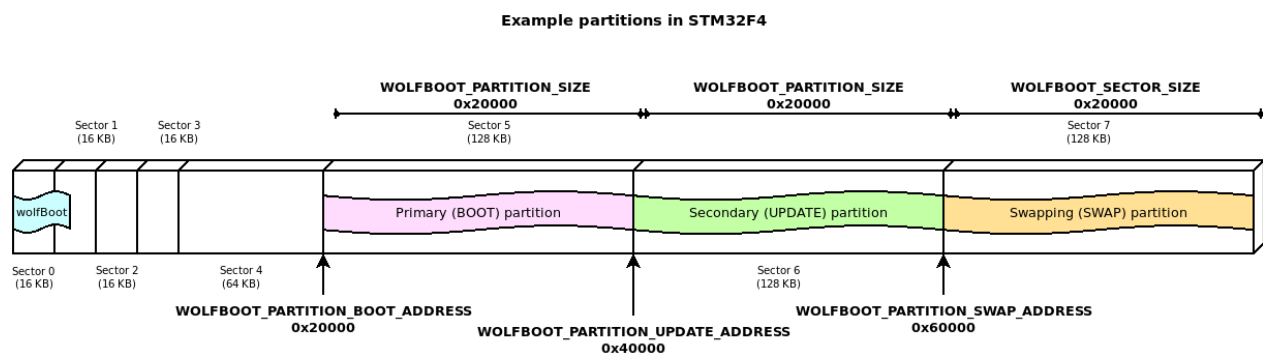 Example partitions in STM32F4
WOLFBOOT_PARTITION_SIZE
0x20000
WOLFBOOT_PARTITION_SIZE
0x20000
WOLFBOOT_SECTOR_SIZE
0x20000
Sector 1
(16 KB)
Sector 3
(16 KB)
Sector 5
(128 KB)
Sector 7
(128 KB)
wolfBoot
Primary (BOOT) partition
Secondary (UPDATE) partition
Swapping (SWAP) partition
Sector 0
(16 KB)
Sector 2
(16 KB)
Sector 4
(64 KB)
Sector 6
(128 KB)
WOLFBOOT_PARTITION_BOOT_ADDRESS
0x20000
WOLFBOOT_PARTITION_UPDATE_ADDRESS
0x40000
WOLFBOOT_PARTITION_SWAP_ADDRESS
0x60000